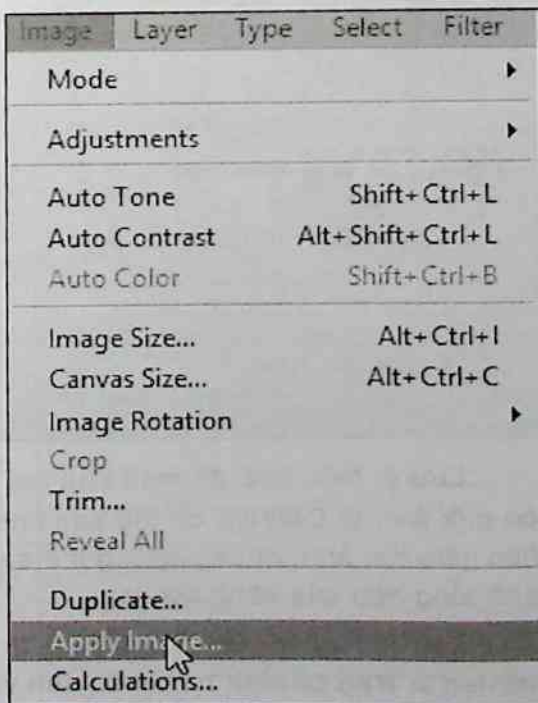 Image Layer Type Select Filter
Mode
Adjustments
Auto Tone Shift+Ctrl+L
Auto Contrast Alt+Shift+Ctrl+L
Auto Color Shift+Ctrl+B
Image Size... Alt+Ctrl+I
Canvas Size... Alt+Ctrl+C
Image Rotation
Crop
Trim...
Reveal All
Duplicate...
Apply Image...
Calculations...